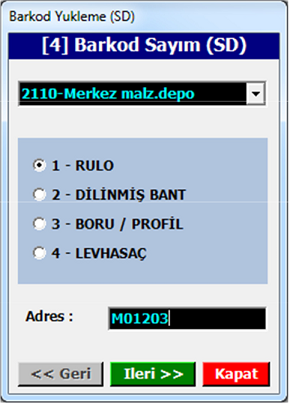 Barkod Yukleme (SD)
[4] Barkod Sayım (SD)
2110-Merkez malz.depo
1 - RULO
2 - DİLİNMİŞ BANT
3 - BORU / PROFİL
4 - LEVHASAÇ
Adres : M01203
<< Geri Ileri >> Kapat